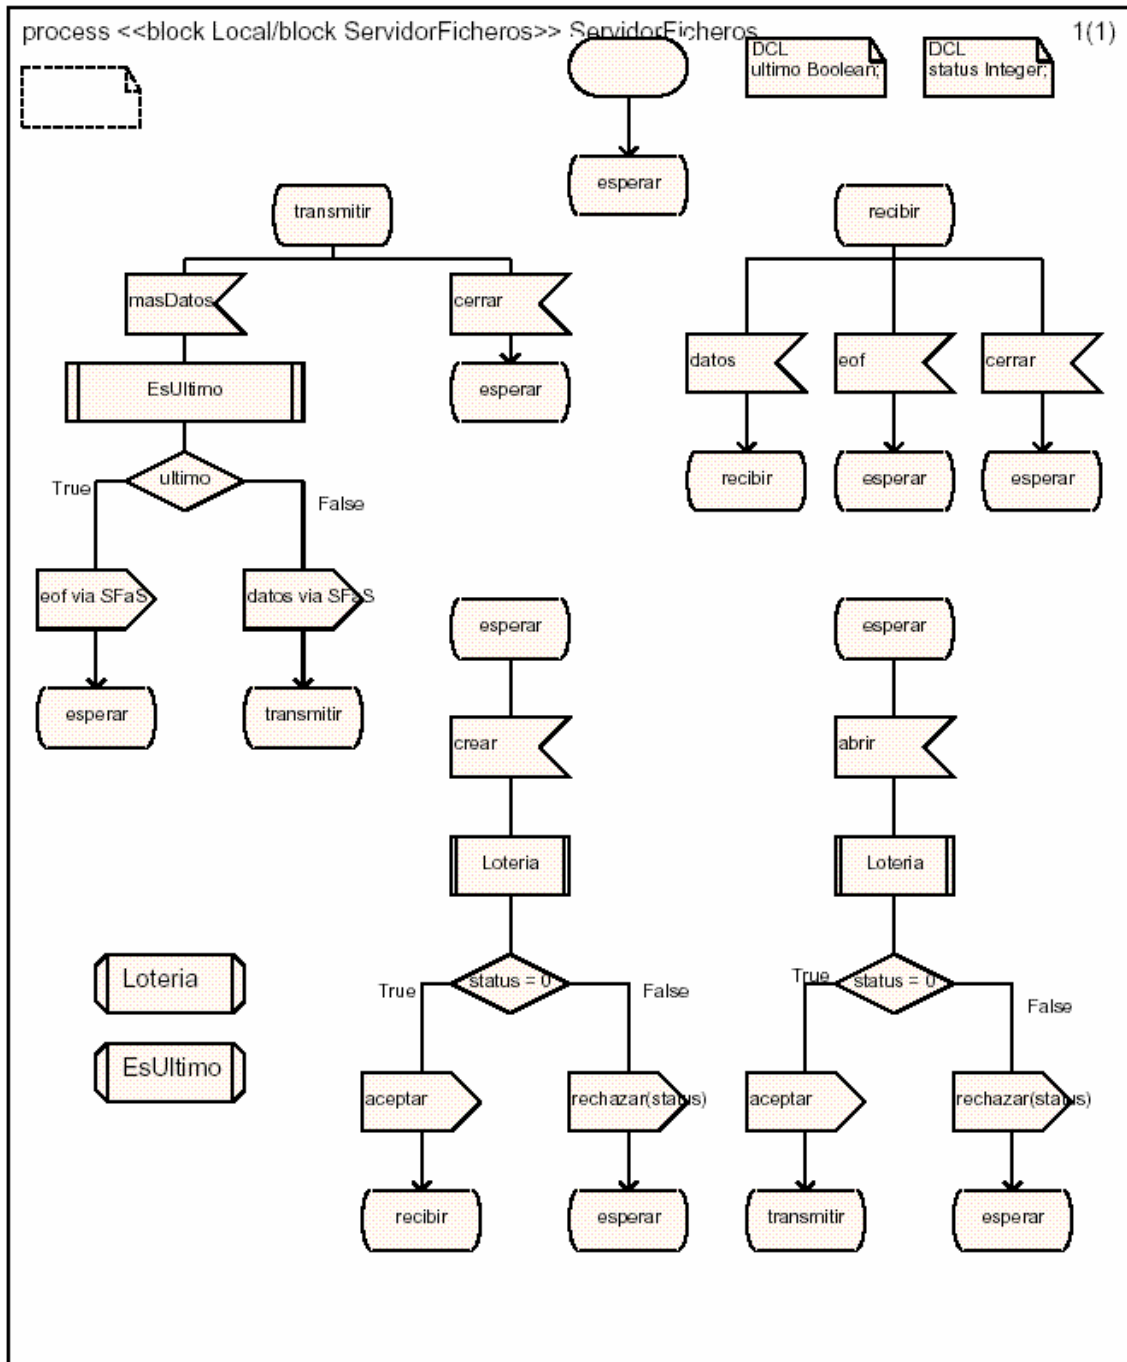 process <<block Local/block ServidorFicheros>> ServidorFicheros
1(1)
DCL
ultimo Boolean;
DCL
status Integer;
esperar
transmitir
recibir
masDatos
cerrar
datos
eof
cerrar
EsUltimo
esperar
ultimo
True
False
recibir
esperar
esperar
eof via SFaS
datos via SFaS
esperar
esperar
esperar
transmitir
crear
abrir
Loteria
Loteria
Loteria
status = 0
True
False
status = 0
True
False
EsUltimo
aceptar
rechazar(status)
aceptar
rechazar(status)
recibir
esperar
transmitir
esperar